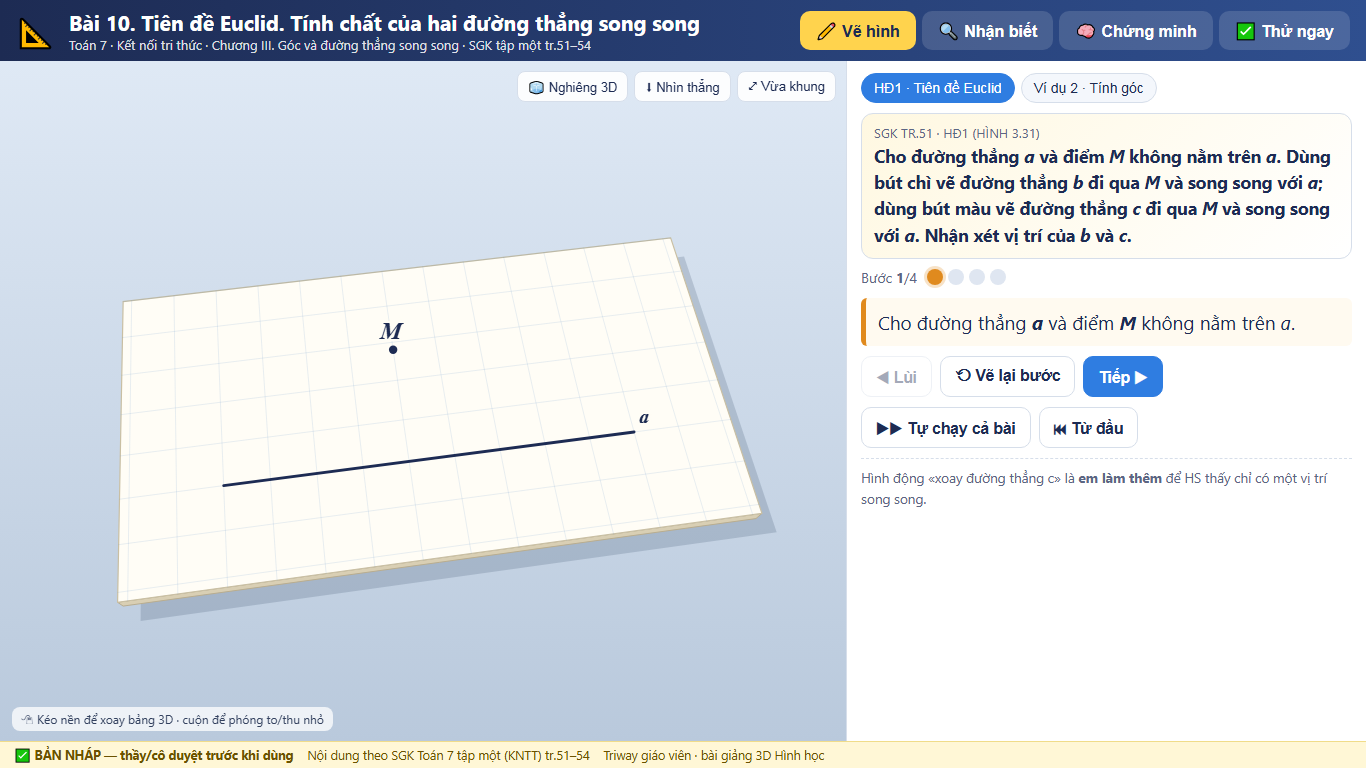 Bài 10. Tiên đề Euclid. Tính chất của hai đường thẳng song song
Toán 7 · Kết nối tri thức · Chương III. Góc và đường thẳng song song · SGK tập một tr.51–54
Vẽ hình
Nhận biết
Chứng minh
Thử ngay
Nghiêng 3D
⬇ Nhìn thẳng
⤢ Vừa khung
M
a
Kéo nền để xoay bảng 3D · cuộn để phóng to/thu nhỏ
HĐ1 · Tiên đề Euclid
Ví dụ 2 · Tính góc
SGK TR.51 · HĐ1 (HÌNH 3.31)
Cho đường thẳng a và điểm M không nằm trên a. Dùng
bút chì vẽ đường thẳng b đi qua M và song song với a;
dùng bút màu vẽ đường thẳng c đi qua M và song song
với a. Nhận xét vị trí của b và c.
Bước 1/4
Cho đường thẳng a và điểm M không nằm trên a.
◀ Lùi
⟲ Vẽ lại bước
Tiếp ▶
▶▶ Tự chạy cả bài
⏮ Từ đầu
Hình động «xoay đường thẳng c» là em làm thêm để HS thấy chỉ có một vị trí
song song.
✅ BẢN NHÁP — thầy/cô duyệt trước khi dùng
Nội dung theo SGK Toán 7 tập một (KNTT) tr.51–54
Triway giáo viên · bài giảng 3D Hình học